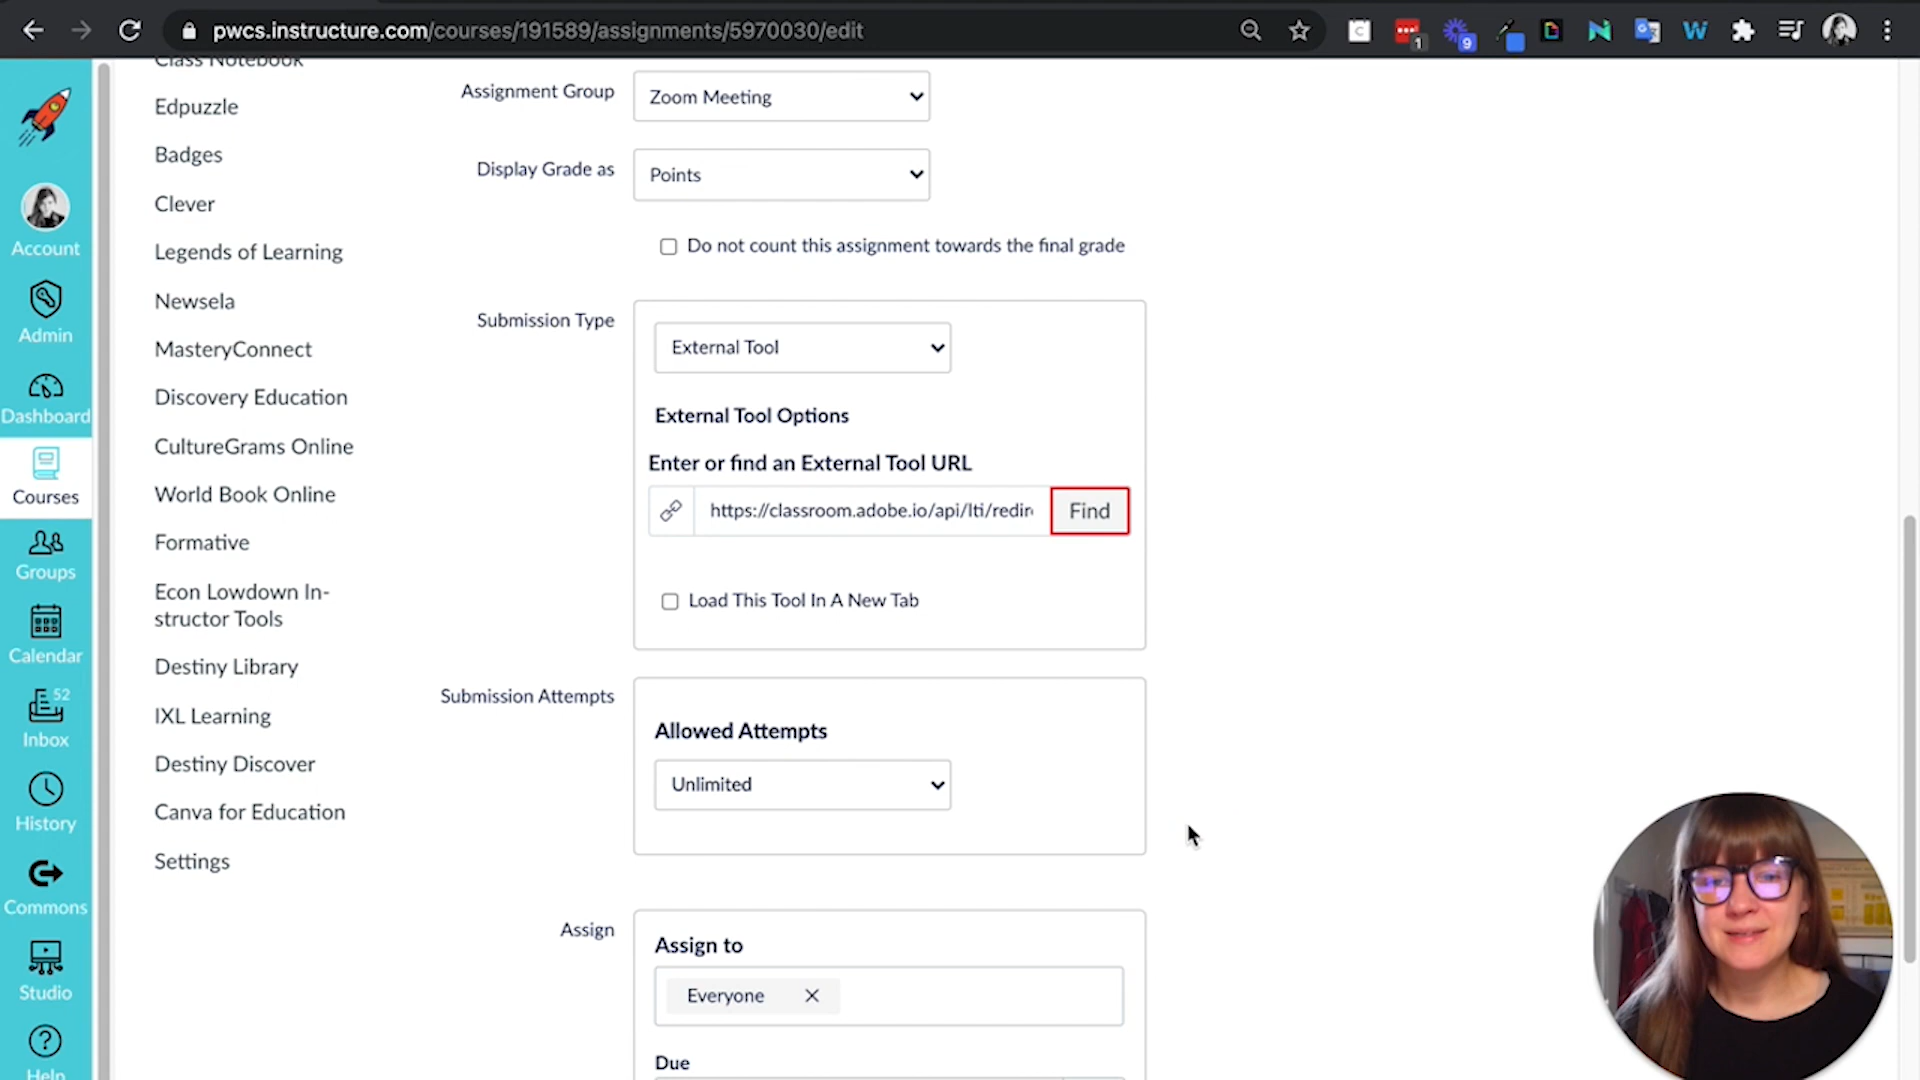 pwcs.instructure.com/courses/191589/assignments/5970030/edit
1
9
Class Notebook
Edpuzzle
Badges
Clever
Legends of Learning
Newsela
MasteryConnect
Discovery Education
CultureGrams Online
World Book Online
Formative
Econ Lowdown In-
structor Tools
Destiny Library
IXL Learning
Destiny Discover
Canva for Education
Settings
Account
Admin
Dashboard
Courses
Groups
Calendar
52
Inbox
History
Commons
Studio
Help
Assignment Group
Zoom Meeting
Display Grade as
Points
Do not count this assignment towards the final grade
Submission Type
External Tool
External Tool Options
Enter or find an External Tool URL
https://classroom.adobe.io/api/lti/redir
Find
Load This Tool In A New Tab
Submission Attempts
Allowed Attempts
Unlimited
Assign
Assign to
Everyone
Due